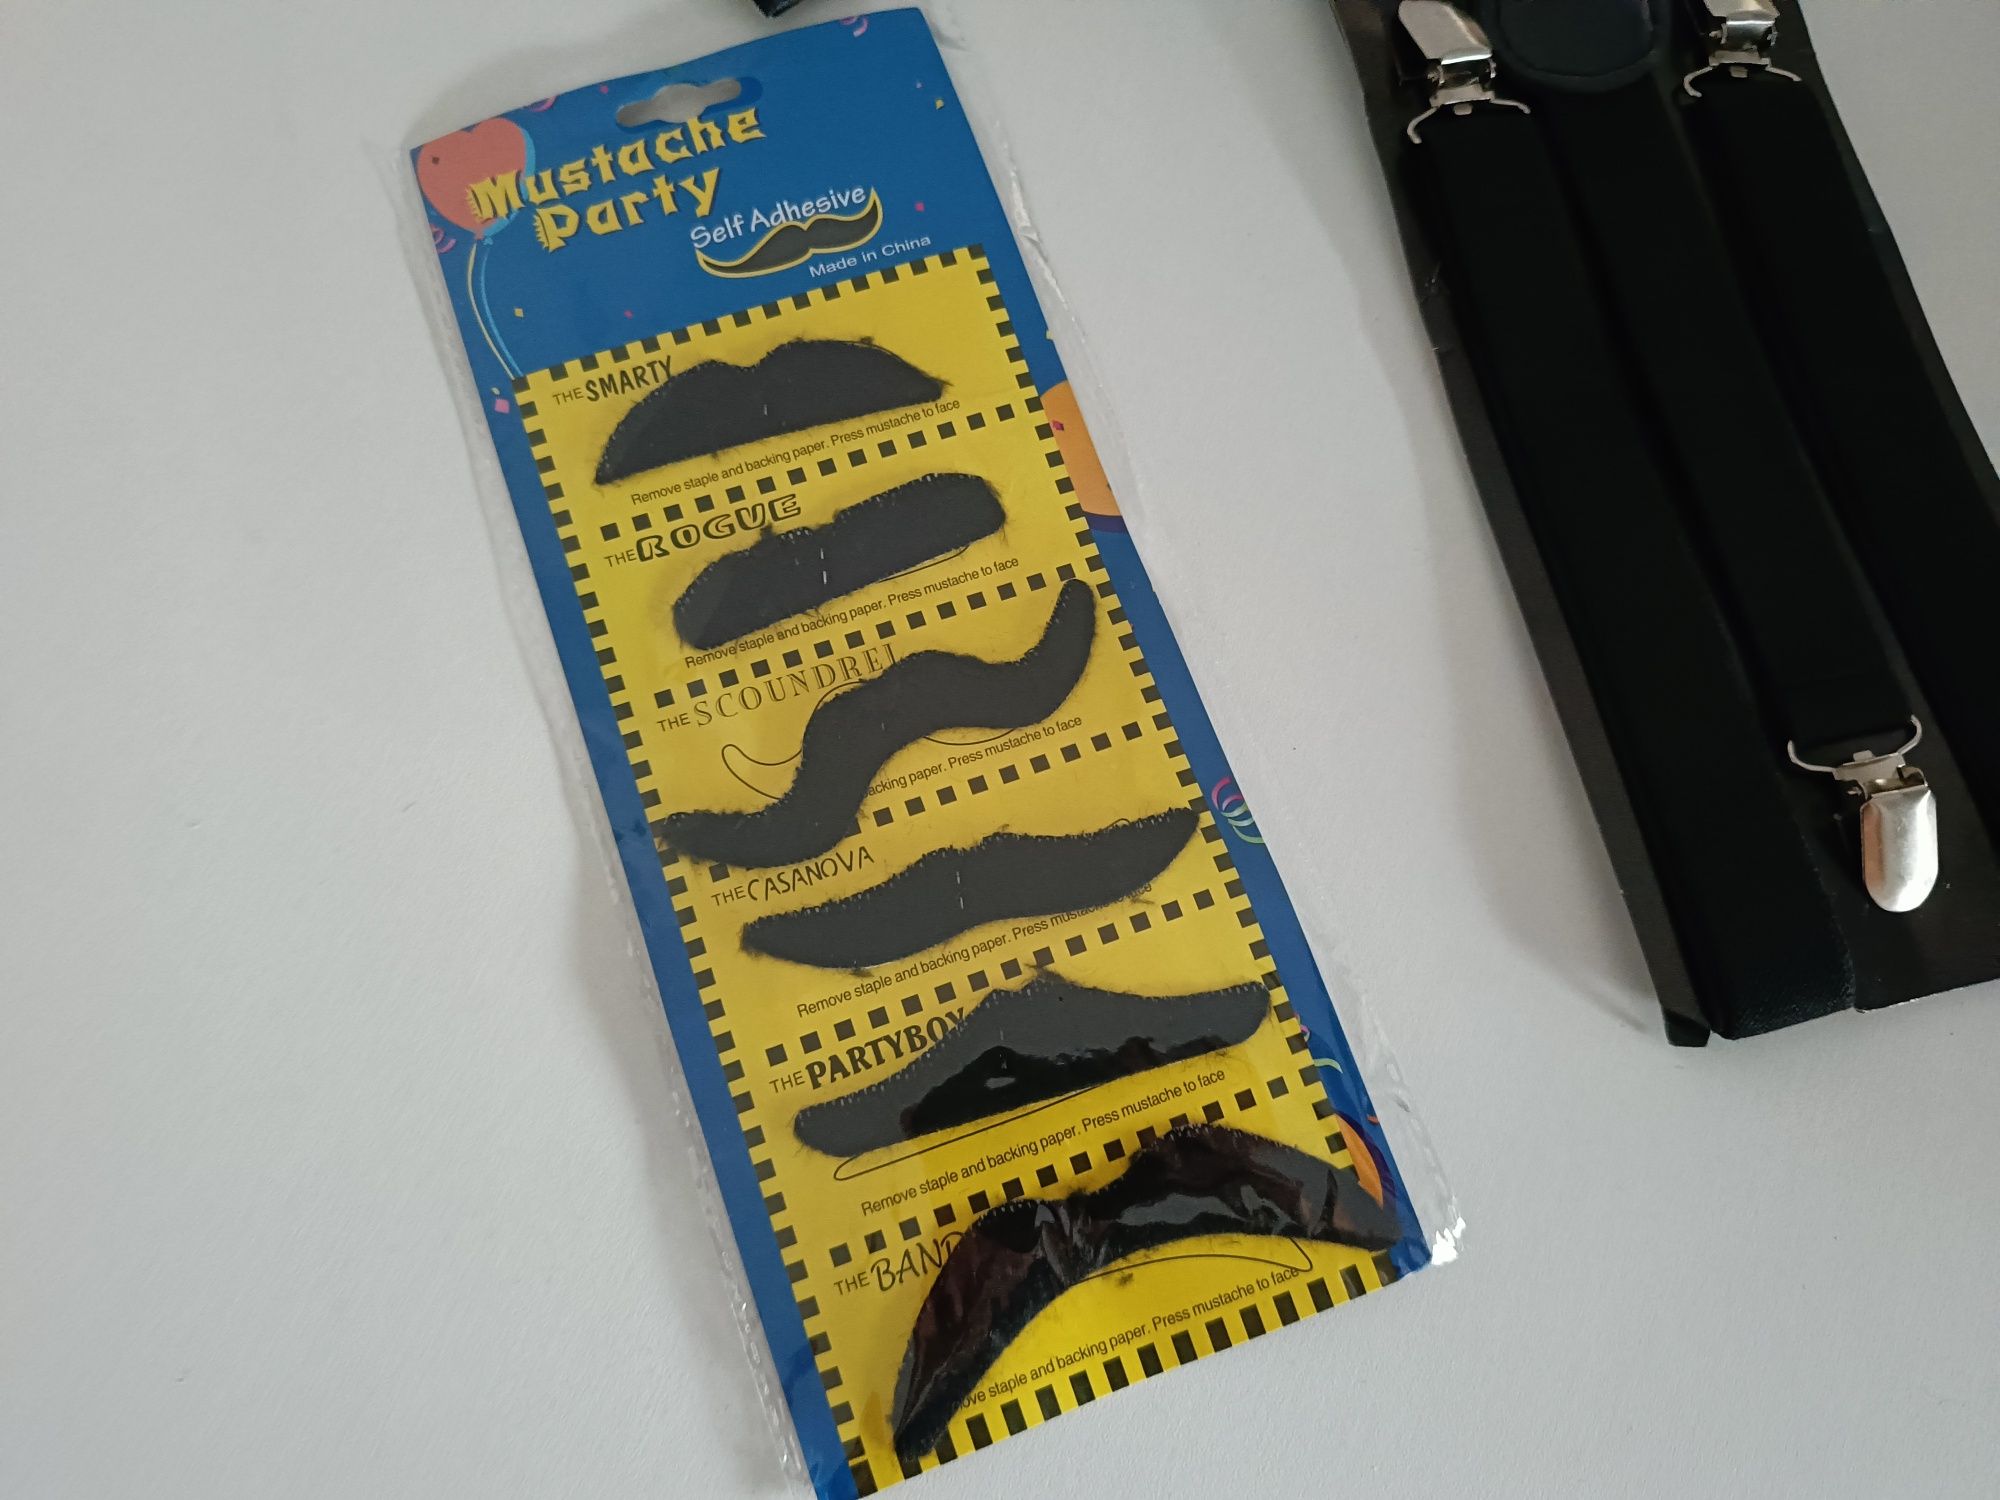 Mustache
Party
Self Adhesive
Made in China
THE SMARTY
Remove staple and backing paper. Press mustache to face
THE ROGUE
Remove staple and backing paper. Press mustache to face
THE SCOUNDREL
backing paper. Press mustache to face
THE CASANOVA
Remove staple and backing paper. Press mustache to face
THE PARTYBOY
Remove staple and backing paper. Press mustache to face
THE
staple and backing paper. Press mustache to face